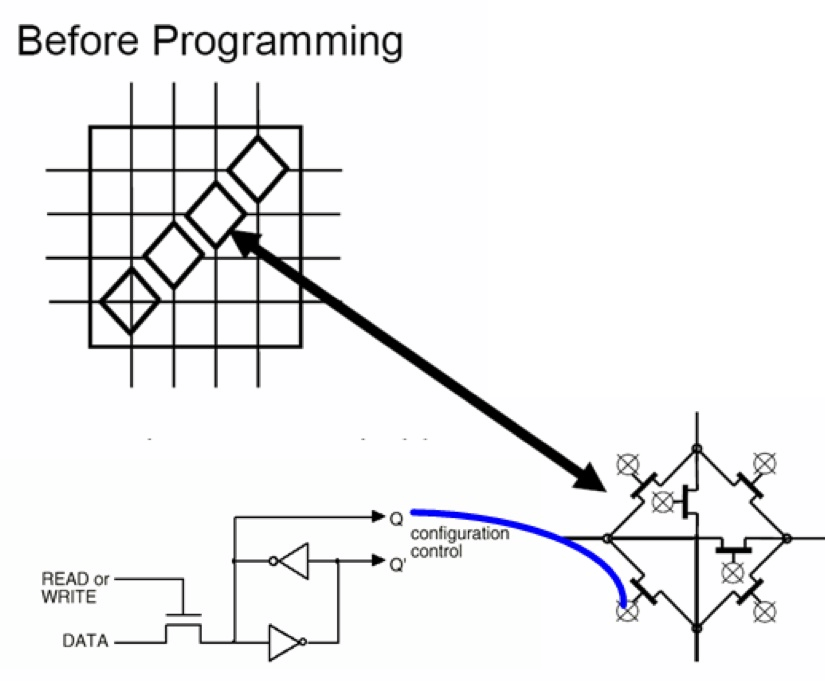 Before Programming
Q
configuration
control
Q'
READ or
WRITE
DATA